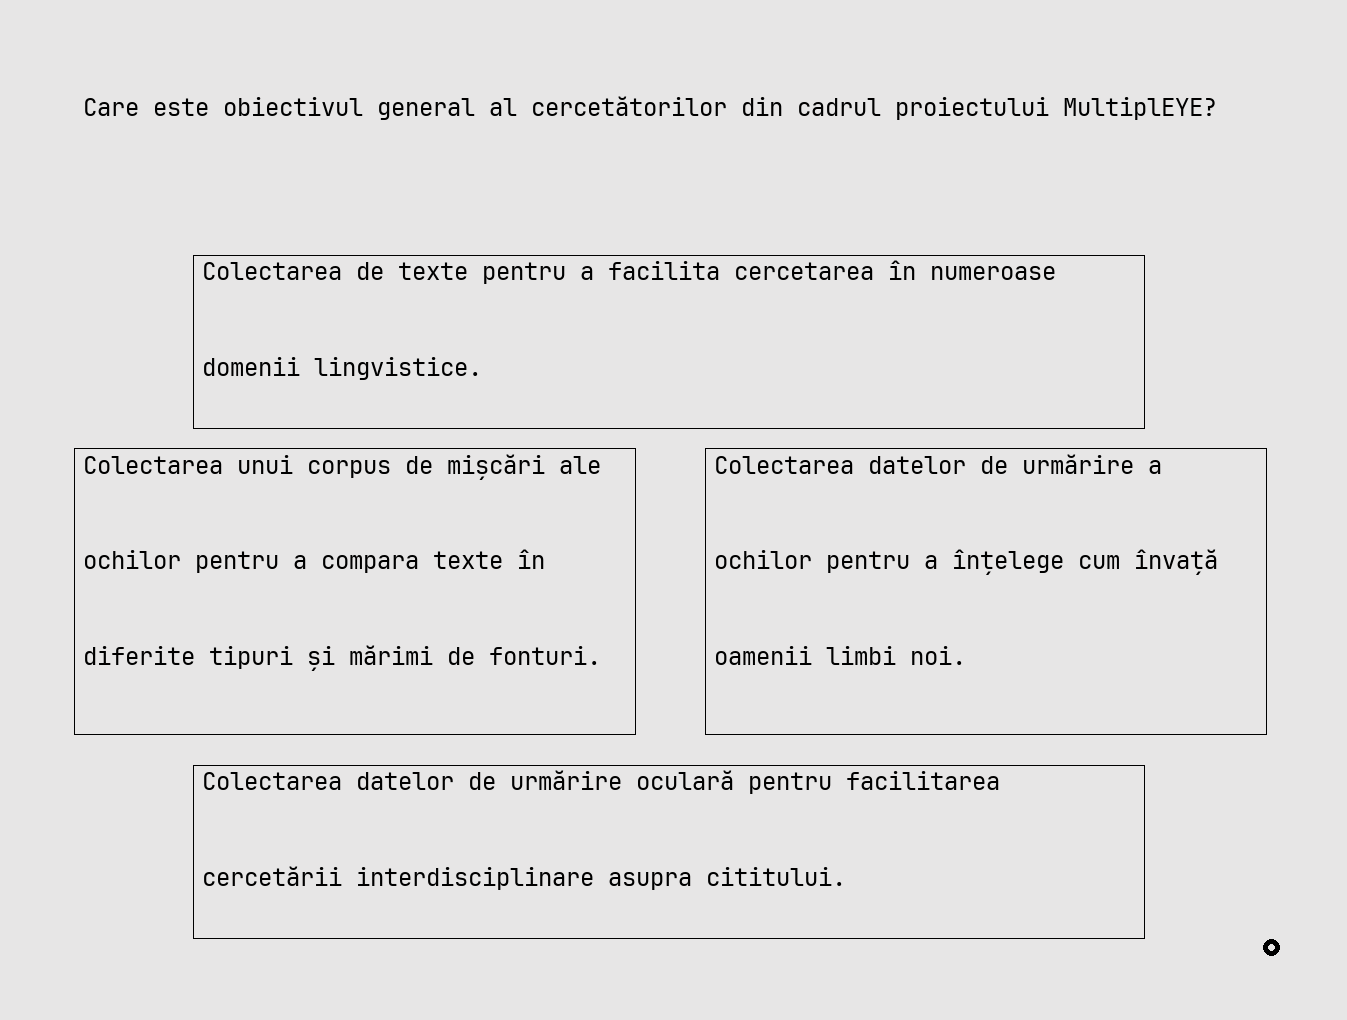 Care este obiectivul general al cercetătorilor din cadrul proiectului MultiplEYE?
Colectarea de texte pentru a facilita cercetarea în numeroase
domenii lingvistice.
Colectarea unui corpus de mișcări ale
ochilor pentru a compara texte în
diferite tipuri și mărimi de fonturi.
Colectarea datelor de urmărire a
ochilor pentru a înțelege cum învață
oamenii limbi noi.
Colectarea datelor de urmărire oculară pentru facilitarea
cercetării interdisciplinare asupra cititului.